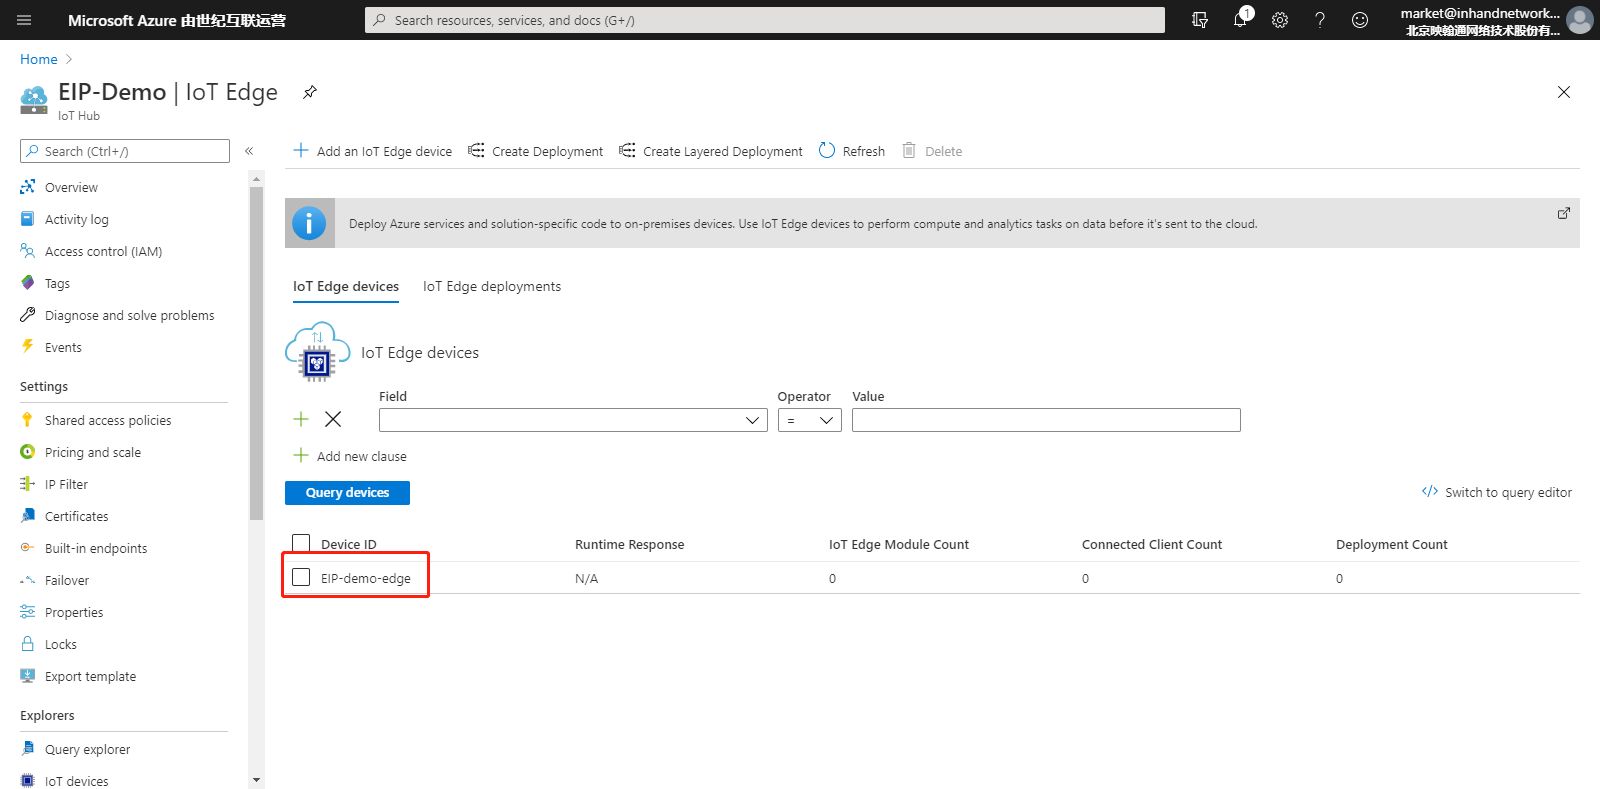 Microsoft Azure 由世纪互联运营
Search resources, services, and docs (G+/)
1
market@inhandnetwork...
北京映翰通网络技术股份有...
Home
EIP-Demo | IoT Edge
IoT Hub
Search (Ctrl+/)
Overview
Activity log
Access control (IAM)
Tags
Diagnose and solve problems
Events
Settings
Shared access policies
Pricing and scale
IP Filter
Certificates
Built-in endpoints
Failover
Properties
Locks
Export template
Explorers
Query explorer
IoT devices
Add an IoT Edge device
Create Deployment
Create Layered Deployment
Refresh
Delete
Deploy Azure services and solution-specific code to on-premises devices. Use IoT Edge devices to perform compute and analytics tasks on data before it's sent to the cloud.
IoT Edge devices
IoT Edge deployments
IoT Edge devices
Field Operator Value
=
Add new clause
Query devices
Switch to query editor
Device ID Runtime Response IoT Edge Module Count Connected Client Count Deployment Count
EIP-demo-edge N/A 0 0 0